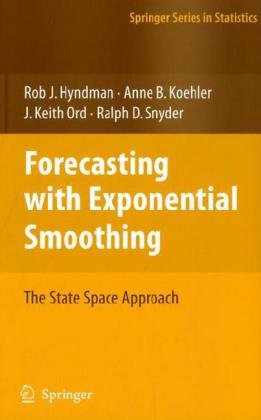 Springer Series in Statistics
Rob J. Hyndman · Anne B. Koehler
J. Keith Ord · Ralph D. Snyder
Forecasting
with Exponential
Smoothing
The State Space Approach
Springer